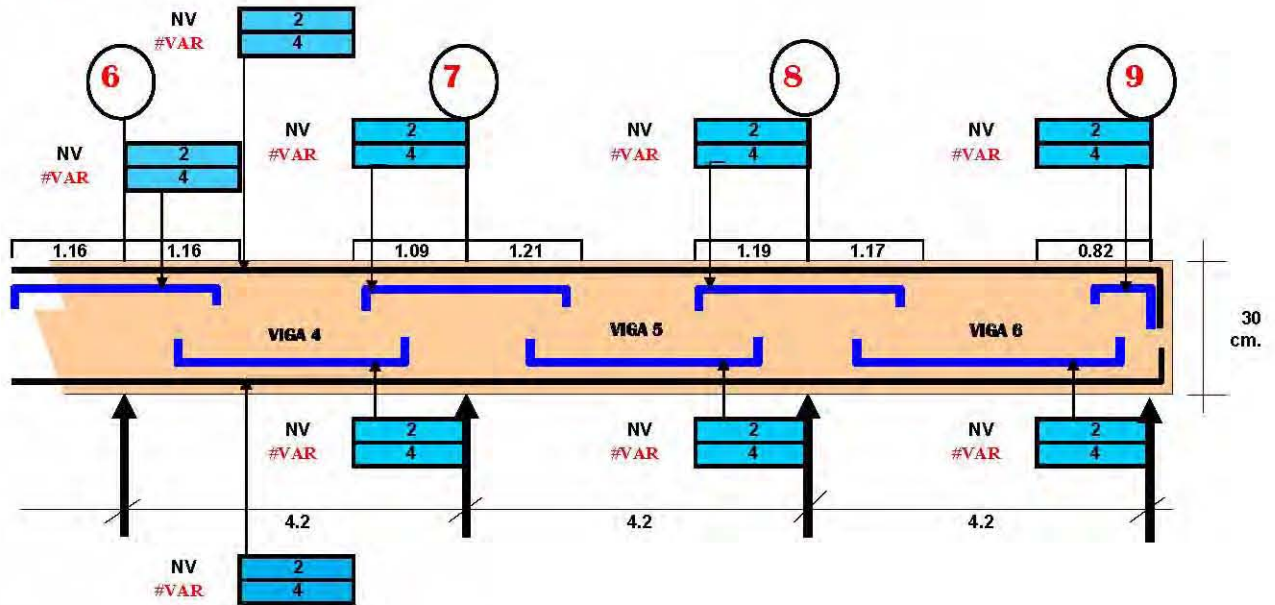 NV 2
#VAR 4
6
7
8
9
NV 2
#VAR 4
NV 2
#VAR 4
NV 2
#VAR 4
NV 2
#VAR 4
1.16 1.16 1.09 1.21 1.19 1.17 0.82
VIGA 4
VIGA 5
VIGA 6
30
cm.
NV 2
#VAR 4
NV 2
#VAR 4
NV 2
#VAR 4
4.2 4.2 4.2
NV 2
#VAR 4